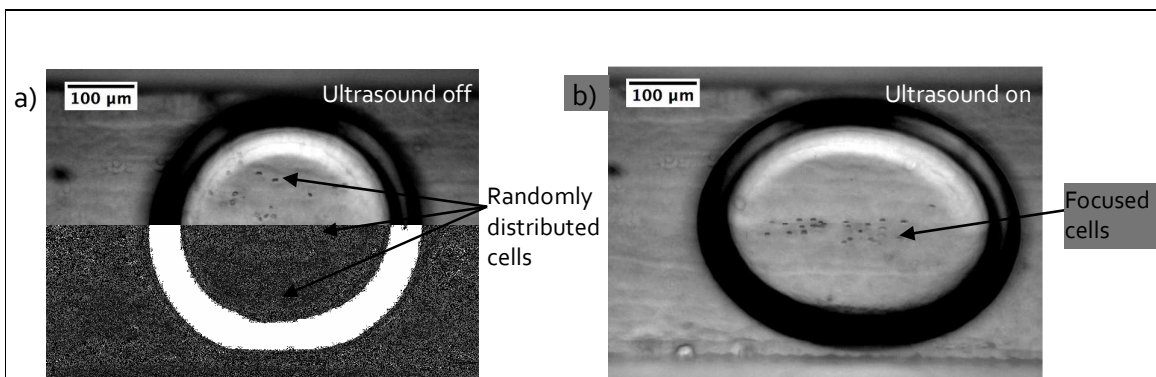 a)
100 µm
Ultrasound off
Randomly
distributed
cells
b)
100 µm
Ultrasound on
Focused
cells